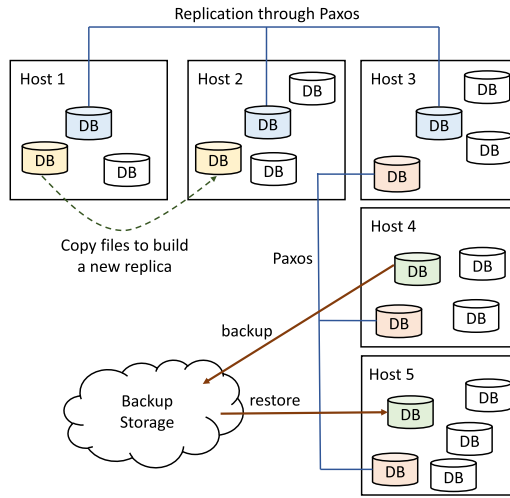 Replication through Paxos
Host 1
DB
DB
DB
Host 2
DB
DB
DB
DB
Host 3
DB
DB
DB
DB
Copy files to build
a new replica
Paxos
Host 4
DB
DB
DB
DB
backup
Backup
Storage
restore
Host 5
DB
DB
DB
DB
DB